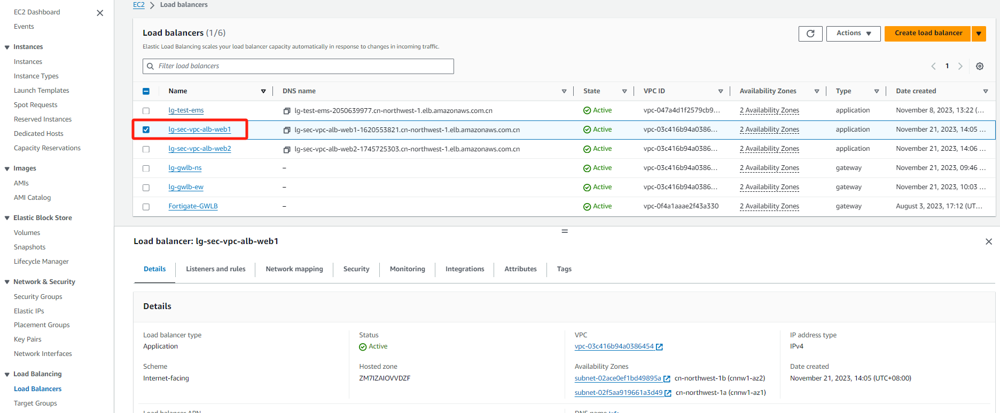 EC2 Dashboard
Events
Instances
Instances
Instance Types
Launch Templates
Spot Requests
Reserved Instances
Dedicated Hosts
Capacity Reservations
Images
AMIs
AMI Catalog
Elastic Block Store
Volumes
Snapshots
Lifecycle Manager
Network & Security
Security Groups
Elastic IPs
Placement Groups
Key Pairs
Network Interfaces
Load Balancing
Load Balancers
Target Groups
EC2 Load balancers
Load balancers (1/6)
Actions Create load balancer
Elastic Load Balancing scales your load balancer capacity automatically in response to changes in incoming traffic.
Filter load balancers
1
Name DNS name State VPC ID Availability Zones Type Date created
lg-test-ems lg-test-ems-2050639977.cn-northwest-1.elb.amazonaws.com.cn Active vpc-047a4d1f2579cb9... 2 Availability Zones application November 8, 2023, 13:22 (...
lg-sec-vpc-alb-web1 lg-sec-vpc-alb-web1-1620553821.cn-northwest-1.elb.amazonaws.com.cn Active vpc-03c416b94a0386... 2 Availability Zones application November 21, 2023, 14:05 ...
lg-sec-vpc-alb-web2 lg-sec-vpc-alb-web2-1745725303.cn-northwest-1.elb.amazonaws.com.cn Active vpc-03c416b94a0386... 2 Availability Zones application November 21, 2023, 14:06 ...
lg-gwlb-ns – Active vpc-03c416b94a0386... 2 Availability Zones gateway November 21, 2023, 09:46 ...
lg-gwlb-ew – Active vpc-03c416b94a0386... 2 Availability Zones gateway November 21, 2023, 10:03 ...
Fortigate-GWLB – Active vpc-0f4a1aaae2f43a330 2 Availability Zones gateway August 3, 2023, 17:12 (UT...
Load balancer: lg-sec-vpc-alb-web1
Details Listeners and rules Network mapping Security Monitoring Integrations Attributes Tags
Details
Load balancer type Status VPC IP address type
Application Active vpc-03c416b94a0386454 IPv4
Scheme Hosted zone Availability Zones Date created
Internet-facing ZM7IZAIOVVDZF subnet-02ace0ef1bd49895a cn-northwest-1b (cnnw1-az2) November 21, 2023, 14:05 (UTC+08:00)
subnet-02f5aa919661a3d49 cn-northwest-1a (cnnw1-az1)
Load balancer ARN DNS name Info